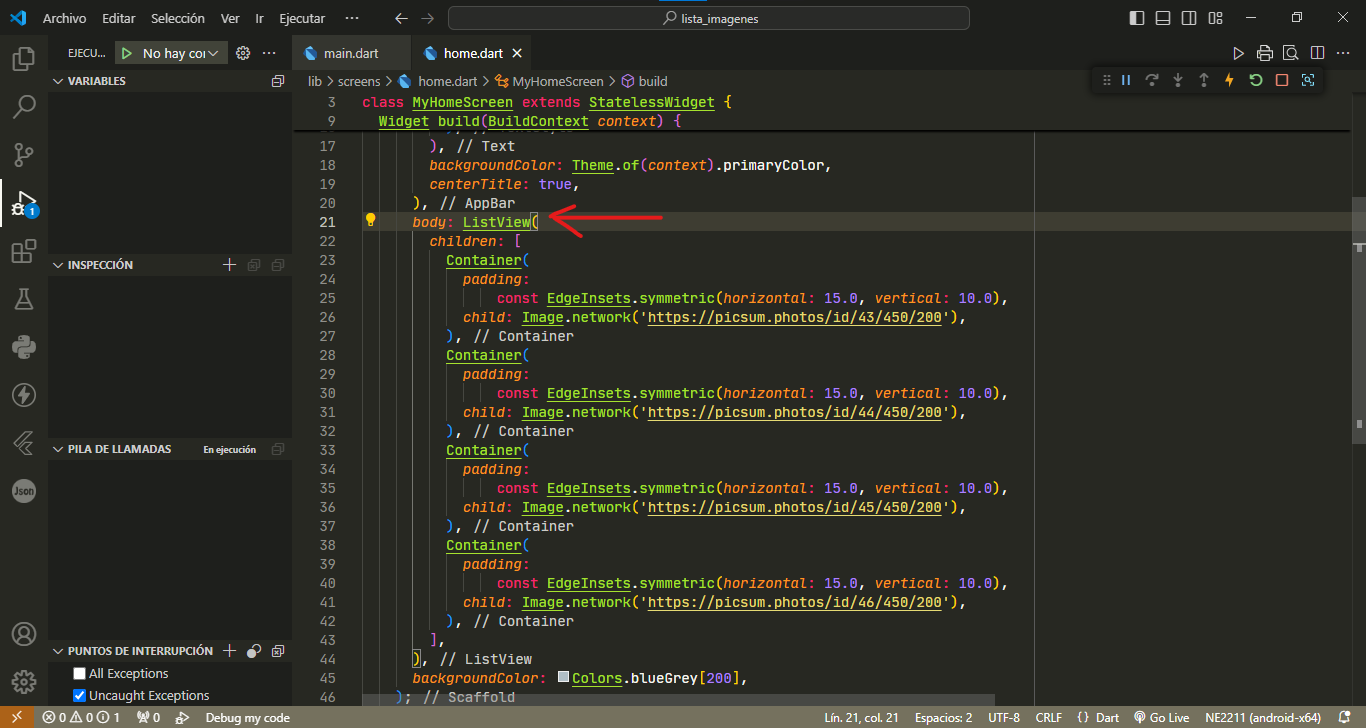 Archivo Editar Selección Ver Ir Ejecutar ··· lista_imagenes
EJECU... No hay cor ···
main.dart home.dart
VARIABLES
lib > screens > home.dart > MyHomeScreen > build
3 class MyHomeScreen extends StatelessWidget {
9 Widget build(BuildContext context) {
17 ), // Text
18 backgroundColor: Theme.of(context).primaryColor,
19 centerTitle: true,
20 ), // AppBar
21 body: ListView(
22 children: [
23 Container(
24 padding:
25 const EdgeInsets.symmetric(horizontal: 15.0, vertical: 10.0),
26 child: Image.network('https://picsum.photos/id/43/450/200'),
27 ), // Container
28 Container(
29 padding:
30 const EdgeInsets.symmetric(horizontal: 15.0, vertical: 10.0),
31 child: Image.network('https://picsum.photos/id/44/450/200'),
32 ), // Container
33 Container(
34 padding:
35 const EdgeInsets.symmetric(horizontal: 15.0, vertical: 10.0),
36 child: Image.network('https://picsum.photos/id/45/450/200'),
37 ), // Container
38 Container(
39 padding:
40 const EdgeInsets.symmetric(horizontal: 15.0, vertical: 10.0),
41 child: Image.network('https://picsum.photos/id/46/450/200'),
42 ), // Container
43 ],
44 ), // ListView
45 backgroundColor: Colors.blueGrey[200],
46 ); // Scaffold
INSPECCIÓN
PILA DE LLAMADAS En ejecución
PUNTOS DE INTERRUPCIÓN
All Exceptions
Uncaught Exceptions
1
Json
0 0 1 0 Debug my code Lín. 21, col. 21 Espacios: 2 UTF-8 CRLF {} Dart Go Live NE2211 (android-x64)